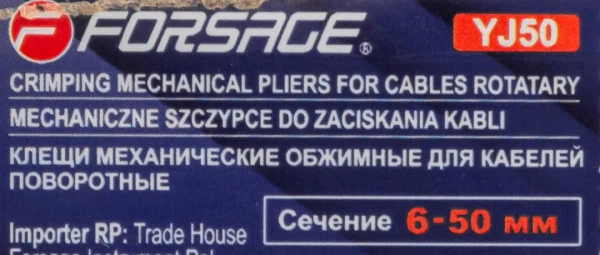 FORSAGE® YJ50
CRIMPING MECHANICAL PLIERS FOR CABLES ROTATARY
MECHANICZNE SZCZYPCE DO ZACISKANIA KABLI
КЛЕЩИ МЕХАНИЧЕСКИЕ ОБЖИМНЫЕ ДЛЯ КАБЕЛЕЙ
ПОВОРОТНЫЕ
Сечение 6-50 мм
Importer RP: Trade House